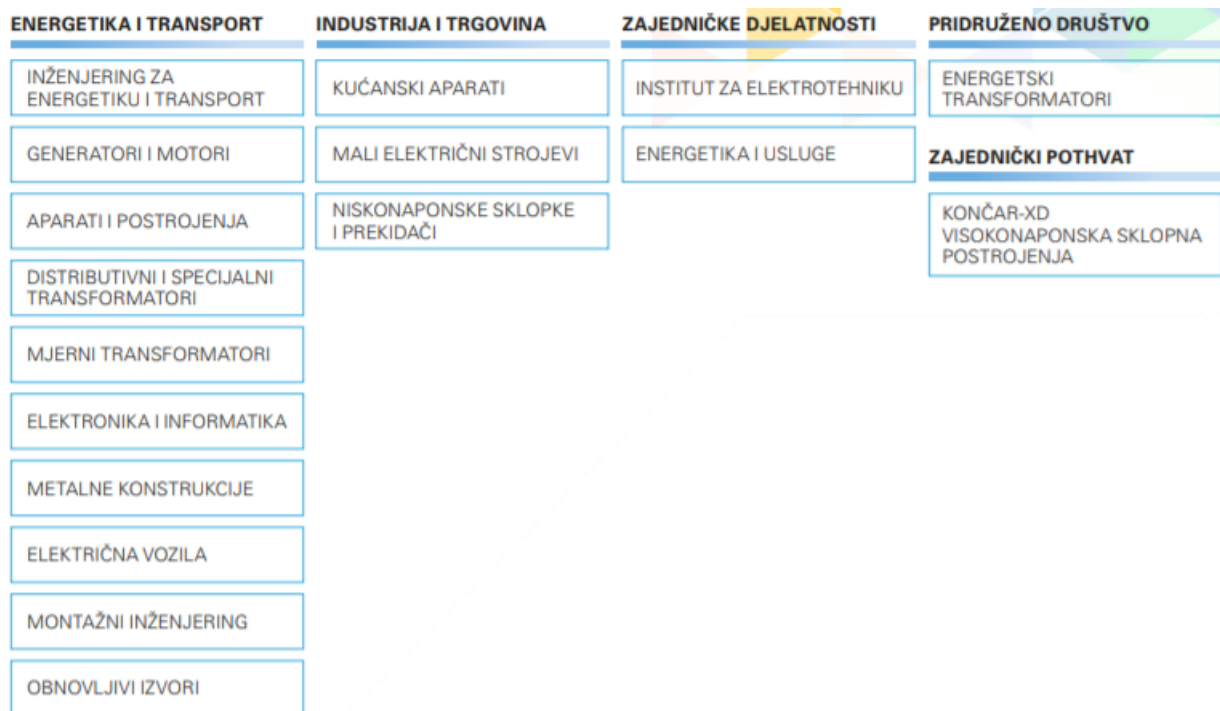 ENERGETIKA I TRANSPORT
INŽENJERING ZA
ENERGETIKU I TRANSPORT
GENERATORI I MOTORI
APARATI I POSTROJENJA
DISTRIBUTIVNI I SPECIJALNI
TRANSFORMATORI
MJERNI TRANSFORMATORI
ELEKTRONIKA I INFORMATIKA
METALNE KONSTRUKCIJE
ELEKTRIČNA VOZILA
MONTAŽNI INŽENJERING
OBNOVLJIVI IZVORI
INDUSTRIJA I TRGOVINA
KUĆANSKI APARATI
MALI ELEKTRIČNI STROJEVI
NISKONAPONSKE SKLOPKE
I PREKIDAČI
ZAJEDNIČKE DJELATNOSTI
INSTITUT ZA ELEKTROTEHNIKU
ENERGETIKA I USLUGE
PRIDRUŽENO DRUŠTVO
ENERGETSKI
TRANSFORMATORI
ZAJEDNIČKI POTHVAT
KONČAR-XD
VISOKONAPONSKA SKLOPNA
POSTROJENJA